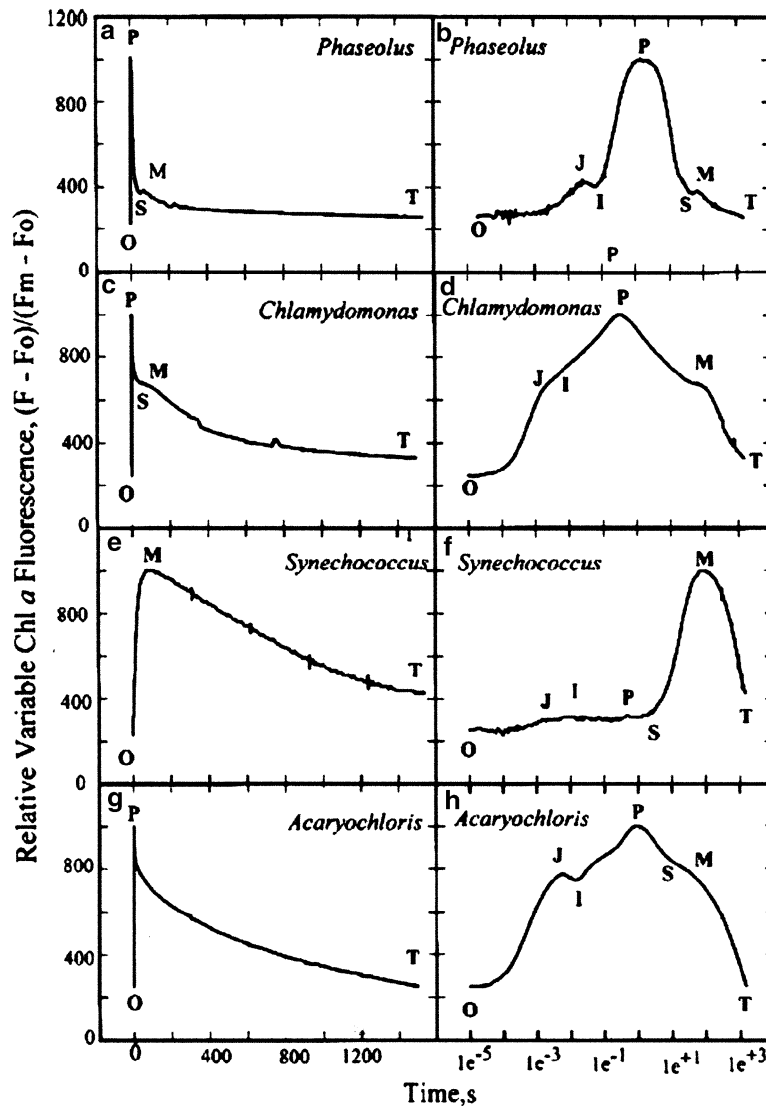 Relative Variable Chl a Fluorescence, (F - Fo)/(Fm - Fo)
1200
800
400
0
a
P
Phaseolus
M
S
T
O
b
Phaseolus
P
J
I
M
S
O
T
P
800
400
0
c
P
Chlamydomonas
M
S
T
O
d
Chlamydomonas
P
J
I
M
T
O
800
400
0
e
M
Synechococcus
T
O
f
Synechococcus
M
J
I
P
S
O
T
800
400
0
g
P
Acaryochloris
T
O
h
Acaryochloris
P
J
I
S
M
O
T
0 400 800 1200
1e-5 1e-3 1e-1 1e+1 1e+3
Time,s